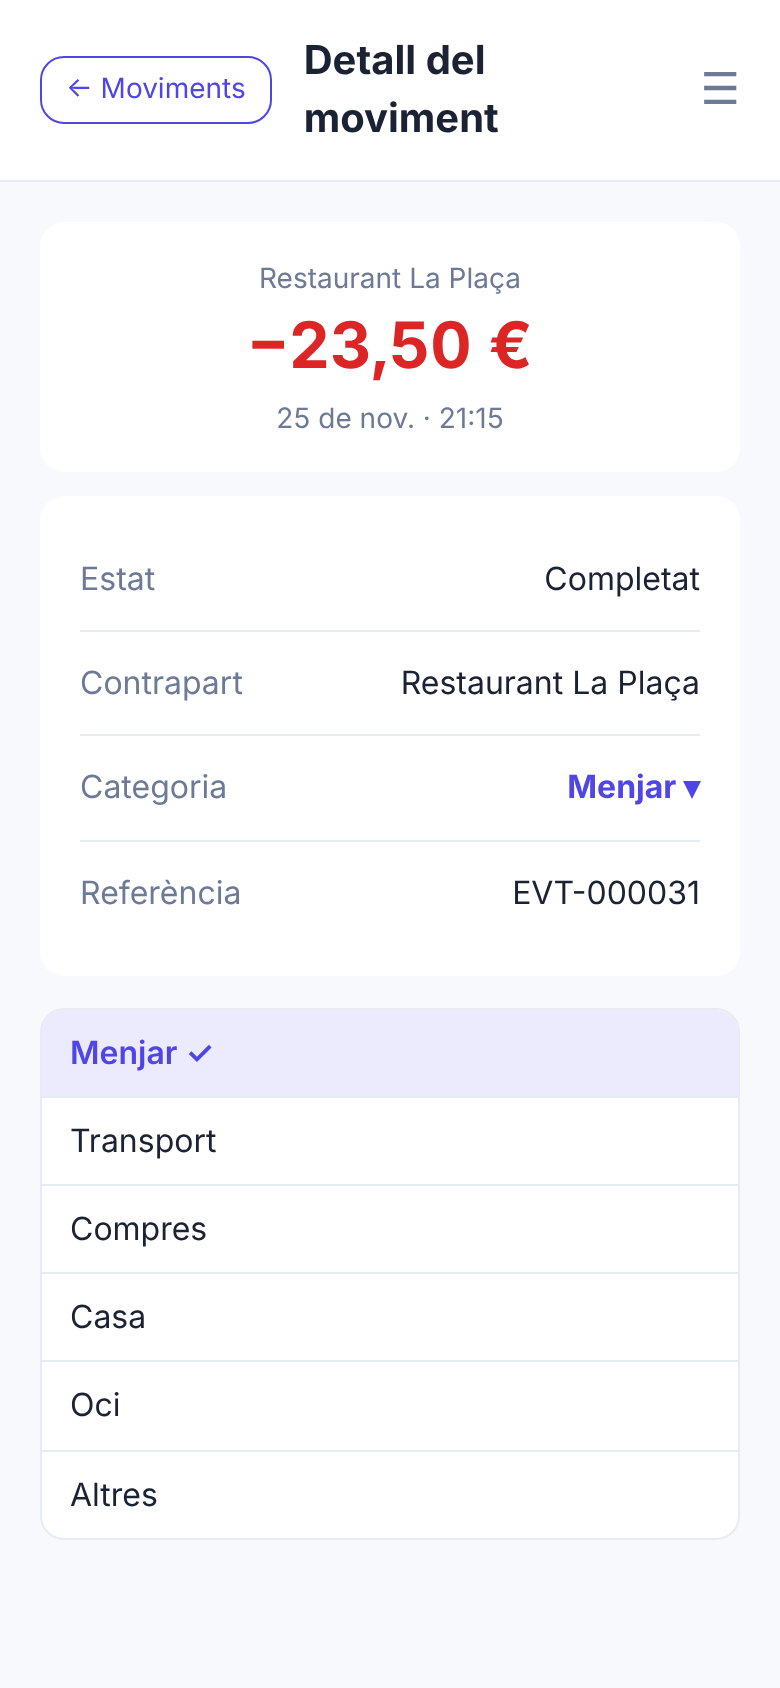 ← Moviments
Detall del
moviment
☰
Restaurant La Plaça
−23,50 €
25 de nov. · 21:15
Estat Completat
Contrapart Restaurant La Plaça
Categoria Menjar ▾
Referència EVT-000031
Menjar ✓
Transport
Compres
Casa
Oci
Altres